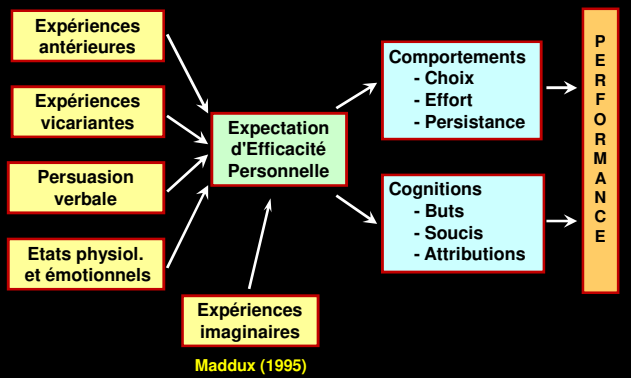 Expériences
antérieures
Expériences
vicariantes
Persuasion
verbale
Etats physiol.
et émotionnels
Expériences
imaginaires
Maddux (1995)
Expectation
d'Efficacité
Personnelle
Comportements
- Choix
- Effort
- Persistance
Cognitions
- Buts
- Soucis
- Attributions
P
E
R
F
O
R
M
A
N
C
E